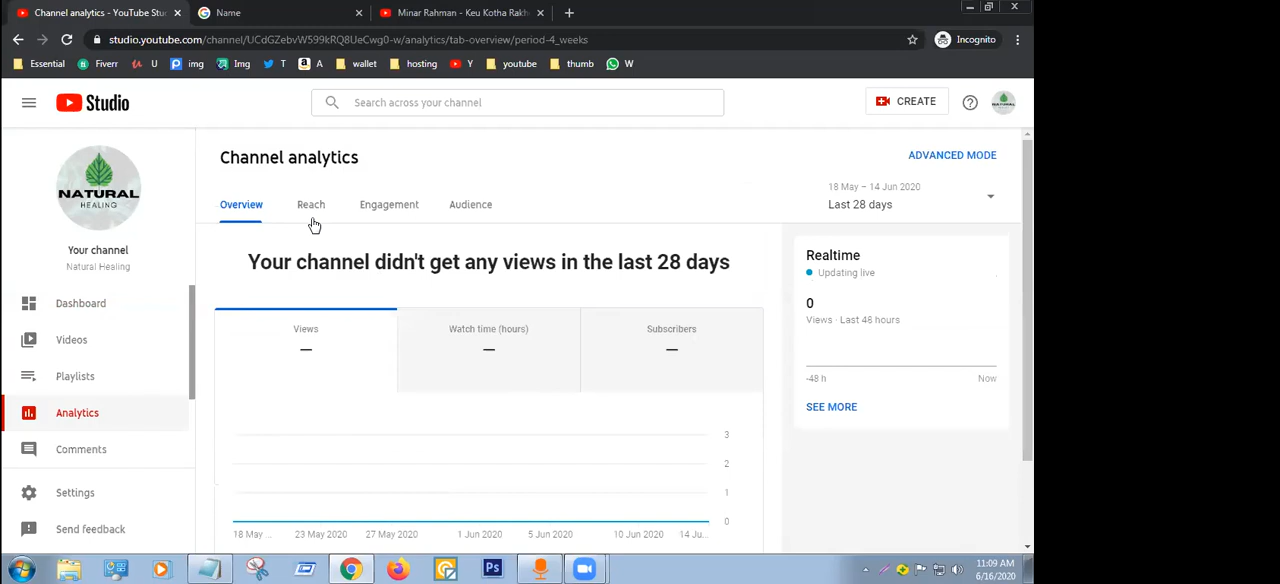 Channel analytics - YouTube Stu
Name
Minar Rahman - Keu Kotha Rakh
studio.youtube.com/channel/UCdGZebvW599kRQ8UeCwg0-w/analytics/tab-overview/period-4_weeks
Incognito
Essential
Fiverr
U
img
Img
T
A
wallet
hosting
Y
youtube
thumb
W
Studio
Search across your channel
CREATE
NATURAL
HEALING
Your channel
Natural Healing
Dashboard
Videos
Playlists
Analytics
Comments
Settings
Send feedback
Channel analytics
ADVANCED MODE
18 May – 14 Jun 2020
Last 28 days
Overview
Reach
Engagement
Audience
Your channel didn't get any views in the last 28 days
Views
—
Watch time (hours)
—
Subscribers
—
3
2
1
0
18 May ...
23 May 2020
27 May 2020
1 Jun 2020
5 Jun 2020
10 Jun 2020
14 Ju...
Realtime
Updating live
0
Views · Last 48 hours
-48 h
Now
SEE MORE
Ps
11:09 AM
6/16/2020